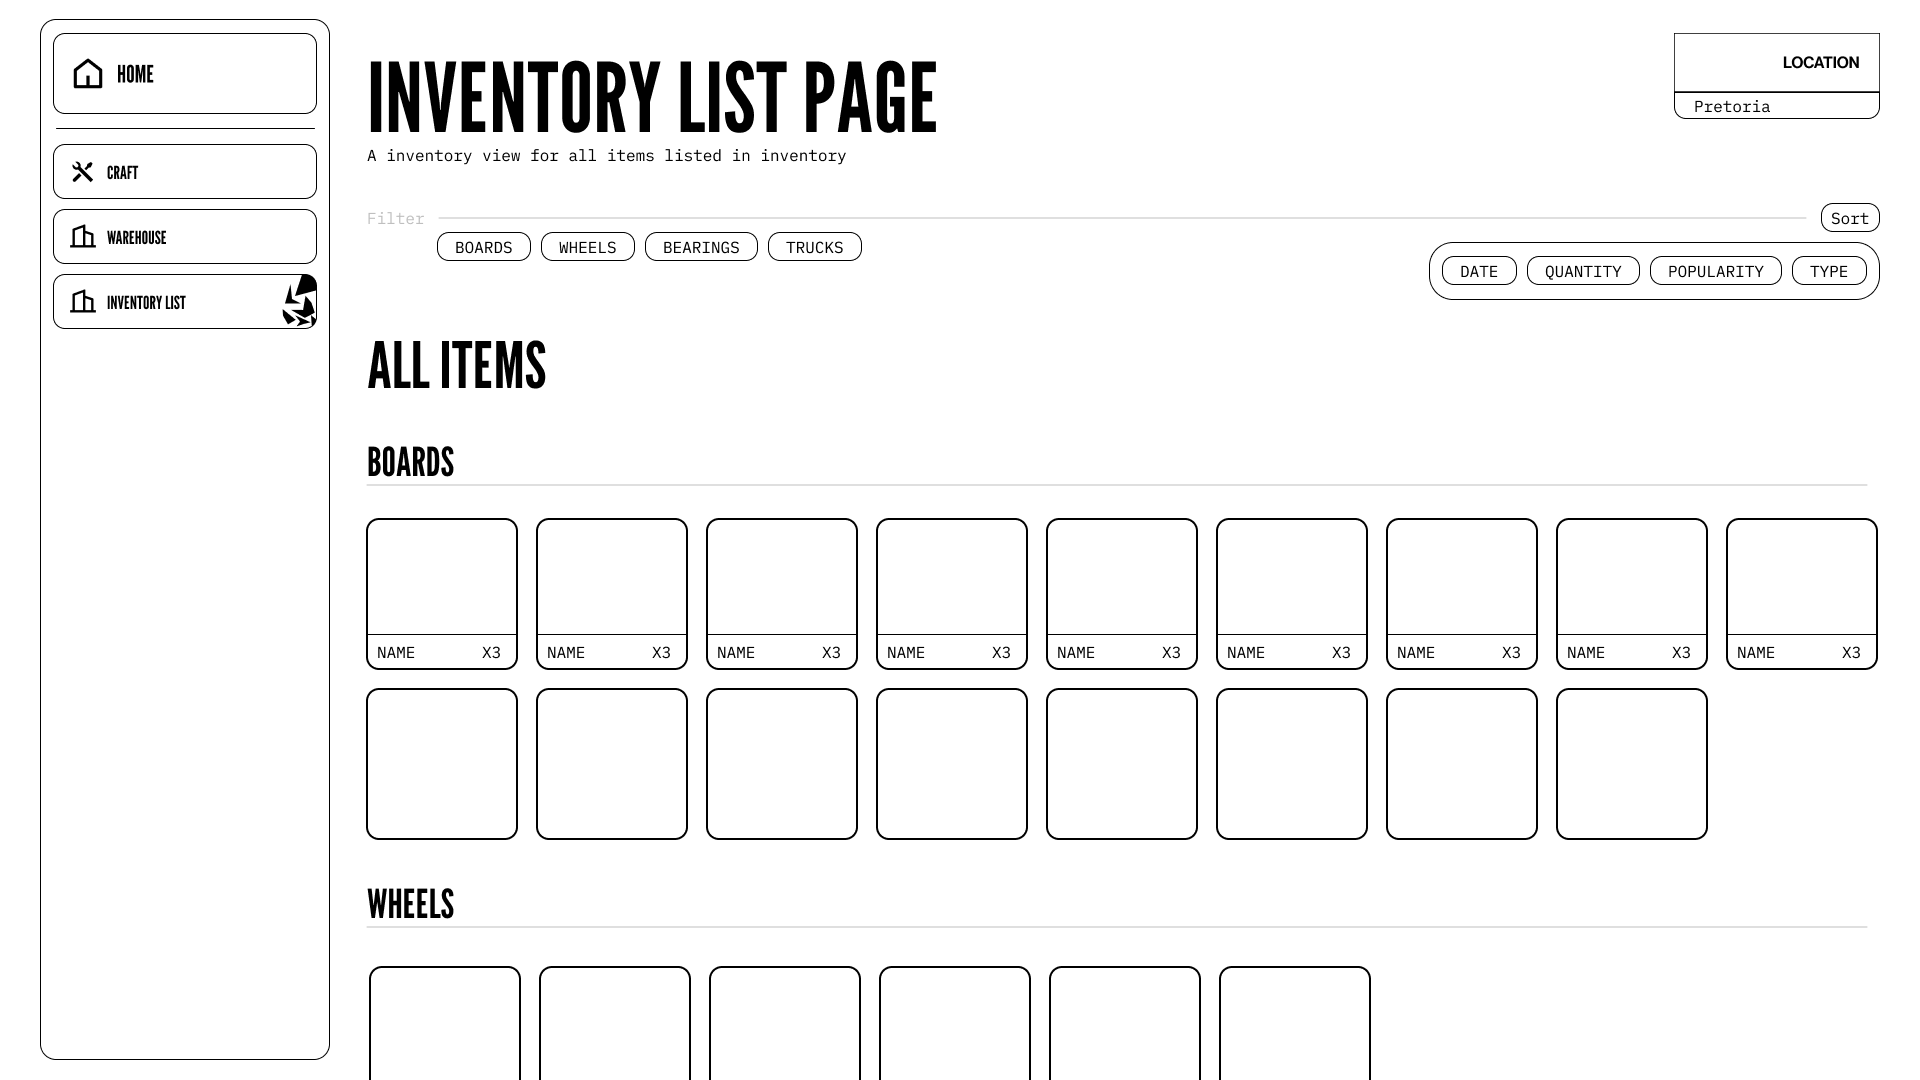 HOME
CRAFT
WAREHOUSE
INVENTORY LIST
INVENTORY LIST PAGE
A inventory view for all items listed in inventory
LOCATION
Pretoria
Filter
Sort
BOARDS WHEELS BEARINGS TRUCKS
DATE QUANTITY POPULARITY TYPE
ALL ITEMS
BOARDS
NAME X3 NAME X3 NAME X3 NAME X3 NAME X3 NAME X3 NAME X3 NAME X3 NAME X3
WHEELS